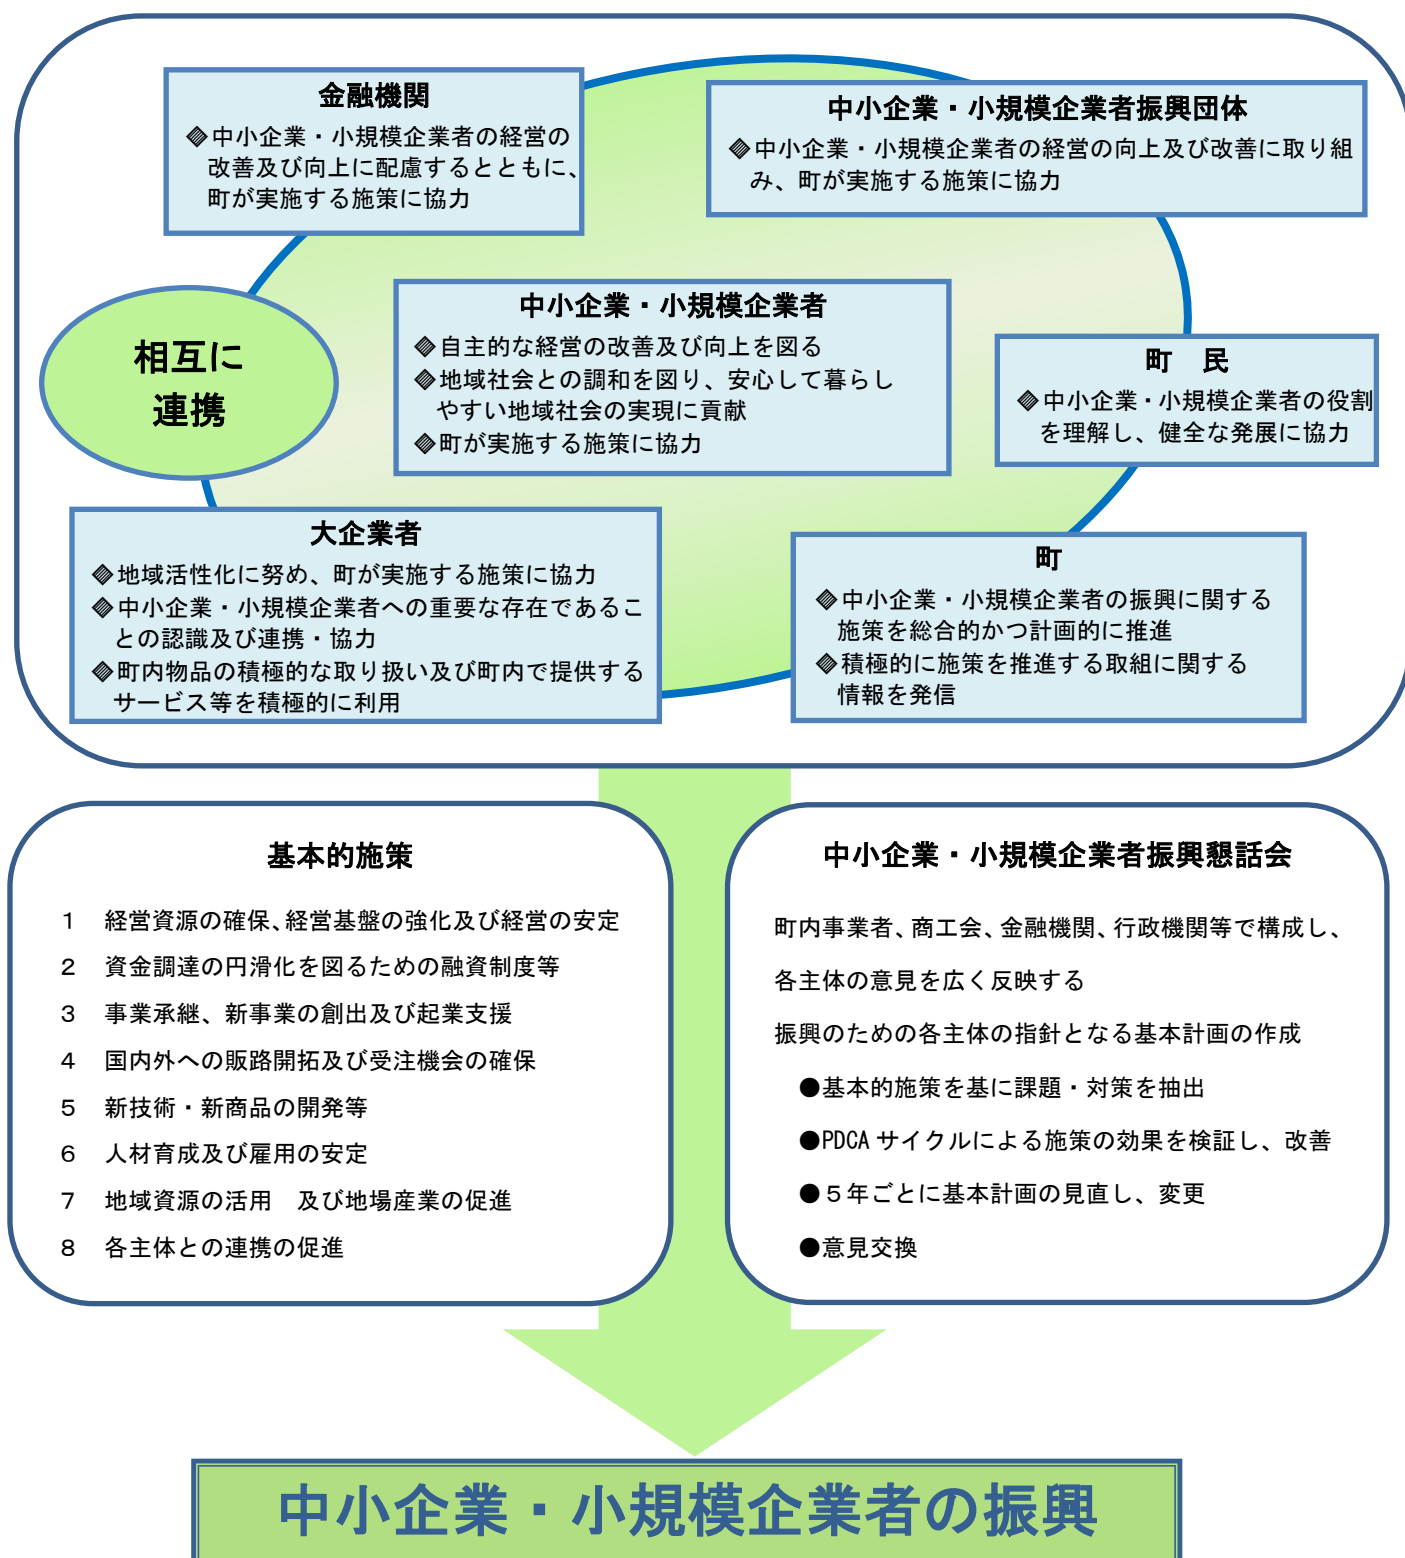 金融機関
◈中小企業・小規模企業者の経営の
改善及び向上に配慮するとともに、
町が実施する施策に協力
中小企業・小規模企業者振興団体
◈中小企業・小規模企業者の経営の向上及び改善に取り組
み、町が実施する施策に協力
相互に
連携
中小企業・小規模企業者
◈自主的な経営の改善及び向上を図る
◈地域社会との調和を図り、安心して暮らし
やすい地域社会の実現に貢献
◈町が実施する施策に協力
町　民
◈中小企業・小規模企業者の役割
を理解し、健全な発展に協力
大企業者
◈地域活性化に努め、町が実施する施策に協力
◈中小企業・小規模企業者への重要な存在であるこ
との認識及び連携・協力
◈町内物品の積極的な取り扱い及び町内で提供する
サービス等を積極的に利用
町
◈中小企業・小規模企業者の振興に関する
施策を総合的かつ計画的に推進
◈積極的に施策を推進する取組に関する
情報を発信
基本的施策
１　経営資源の確保、経営基盤の強化及び経営の安定
２　資金調達の円滑化を図るための融資制度等
３　事業承継、新事業の創出及び起業支援
４　国内外への販路開拓及び受注機会の確保
５　新技術・新商品の開発等
６　人材育成及び雇用の安定
７　地域資源の活用　及び地場産業の促進
８　各主体との連携の促進
中小企業・小規模企業者振興懇話会
町内事業者、商工会、金融機関、行政機関等で構成し、
各主体の意見を広く反映する
振興のための各主体の指針となる基本計画の作成
●基本的施策を基に課題・対策を抽出
●PDCA サイクルによる施策の効果を検証し、改善
●５年ごとに基本計画の見直し、変更
●意見交換
中小企業・小規模企業者の振興